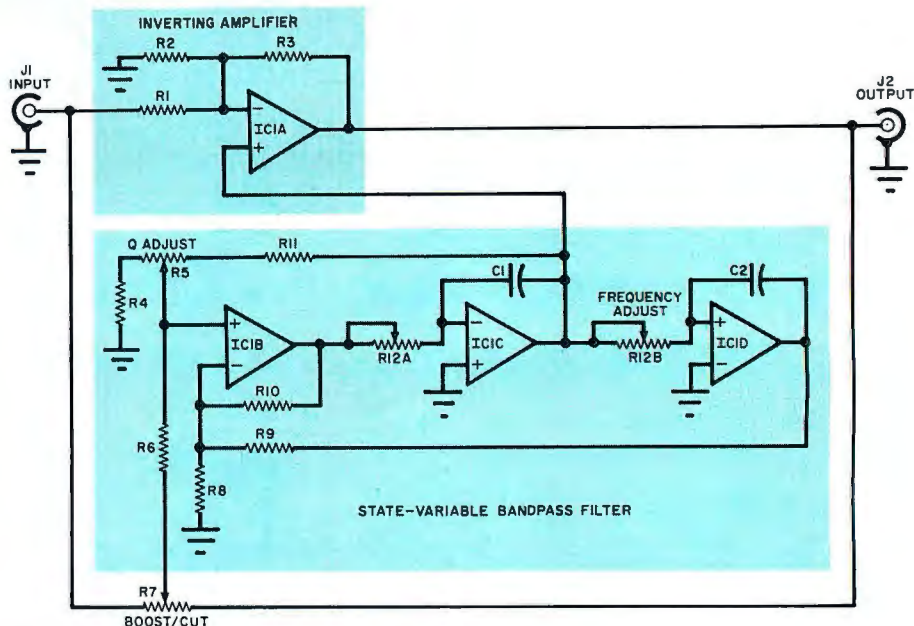 INVERTING AMPLIFIER
R2
R3
J1
INPUT
J2
OUTPUT
R1
−
IC1A
+
Q ADJUST
R11
R5
C1
C2
R4
FREQUENCY
ADJUST
+
IC1B
−
R12A
−
IC1C
+
R12B
+
IC1D
−
R10
R9
R6
R8
STATE-VARIABLE BANDPASS FILTER
R7
BOOST/CUT